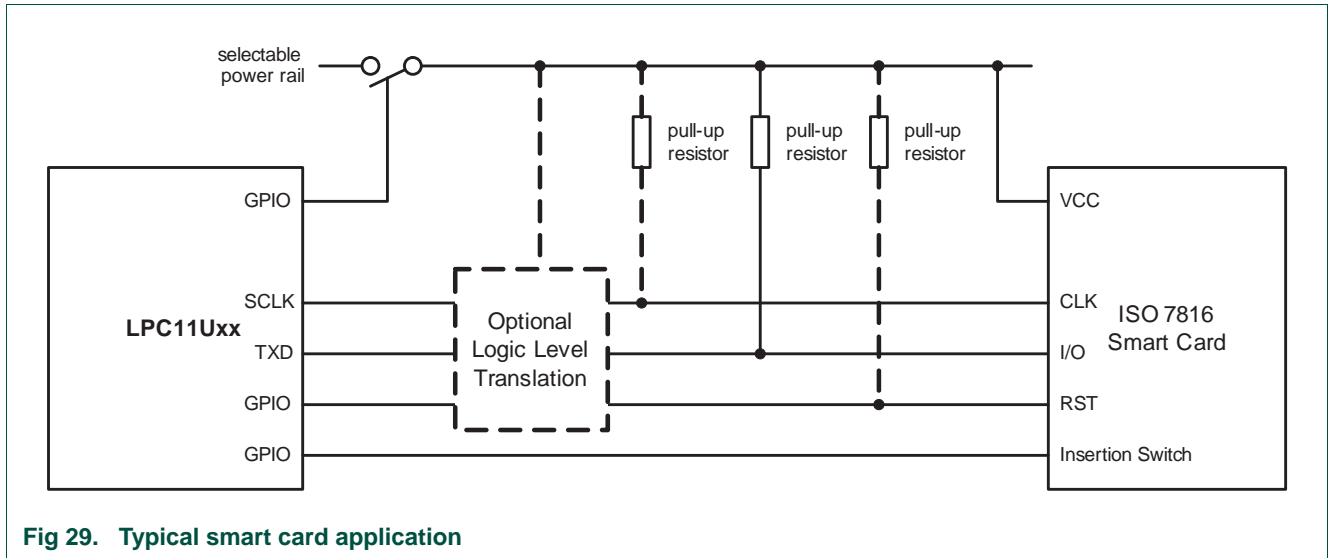 selectable
power rail
pull-up
resistor
pull-up
resistor
pull-up
resistor
LPC11Uxx
GPIO
SCLK
TXD
GPIO
GPIO
Optional
Logic Level
Translation
VCC
CLK
I/O
RST
Insertion Switch
ISO 7816
Smart Card
Fig 29. Typical smart card application